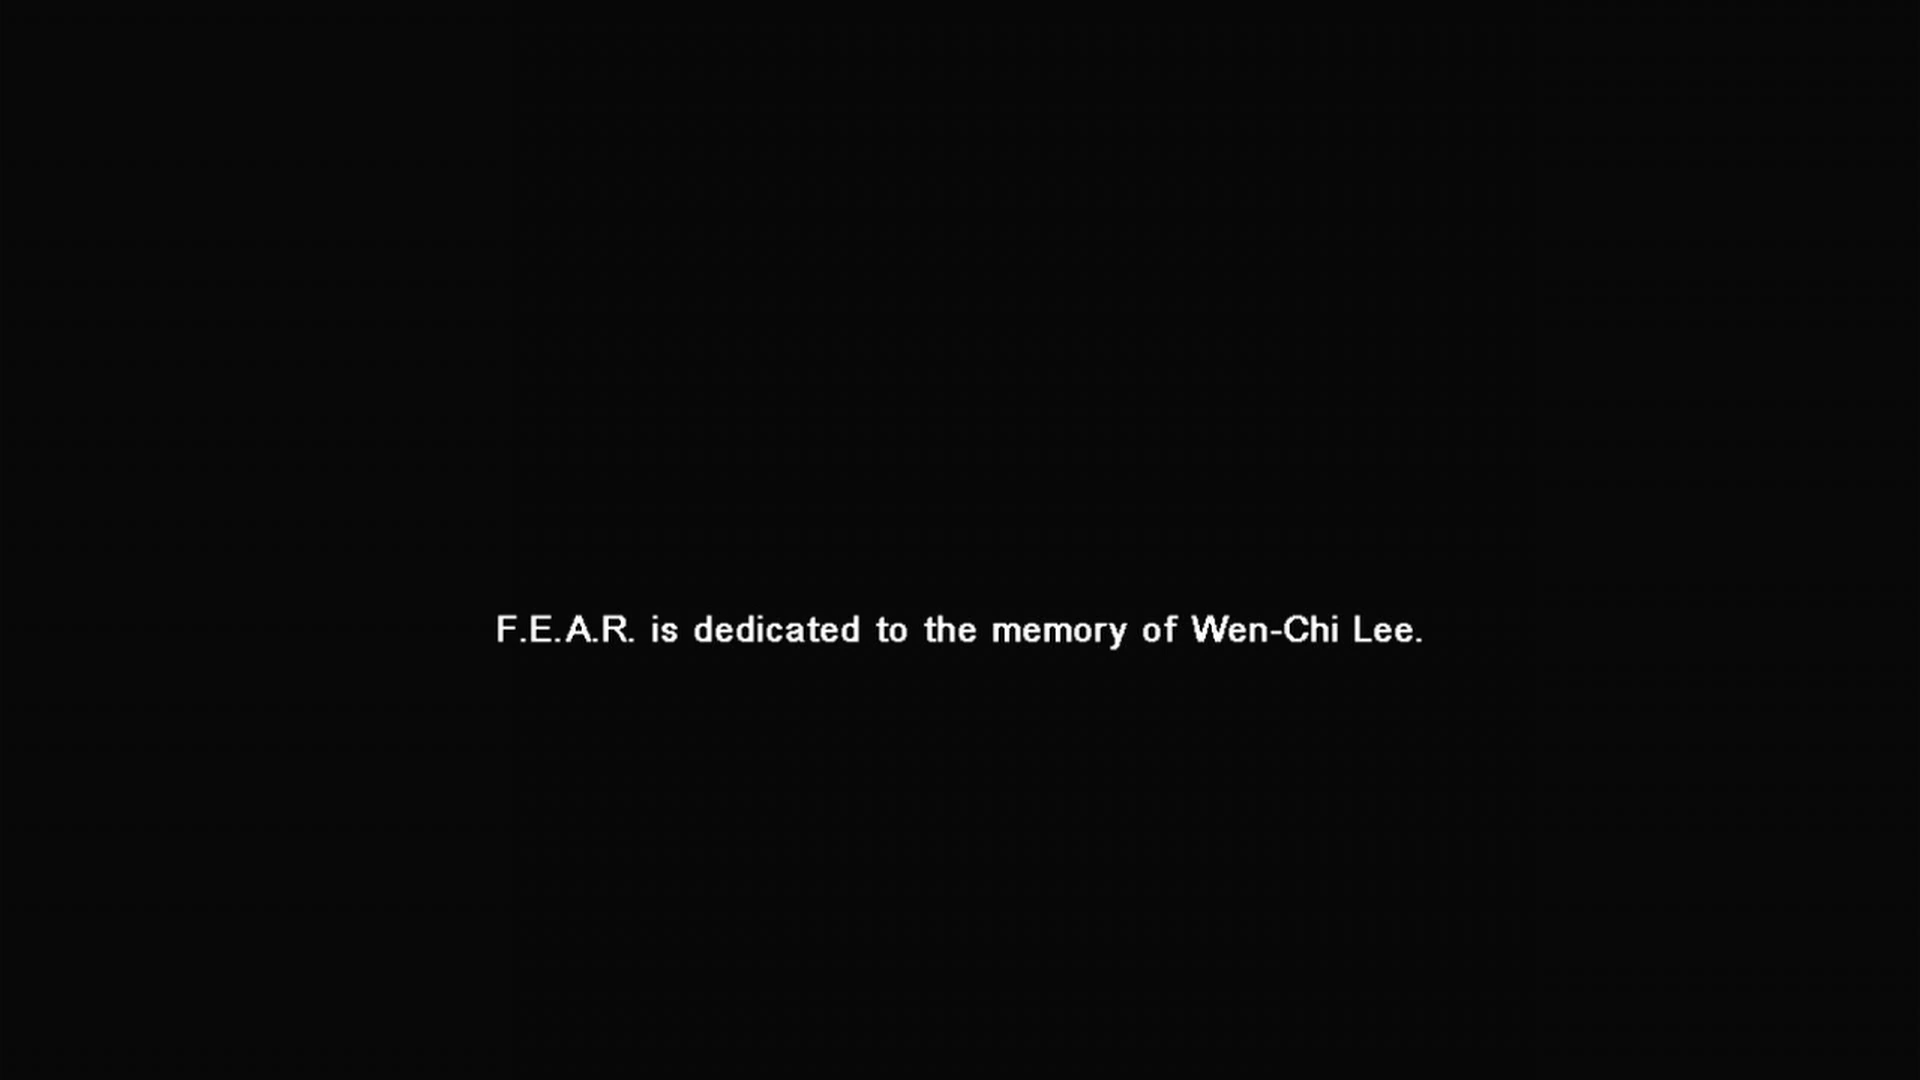 F.E.A.R. is dedicated to the memory of Wen-Chi Lee.